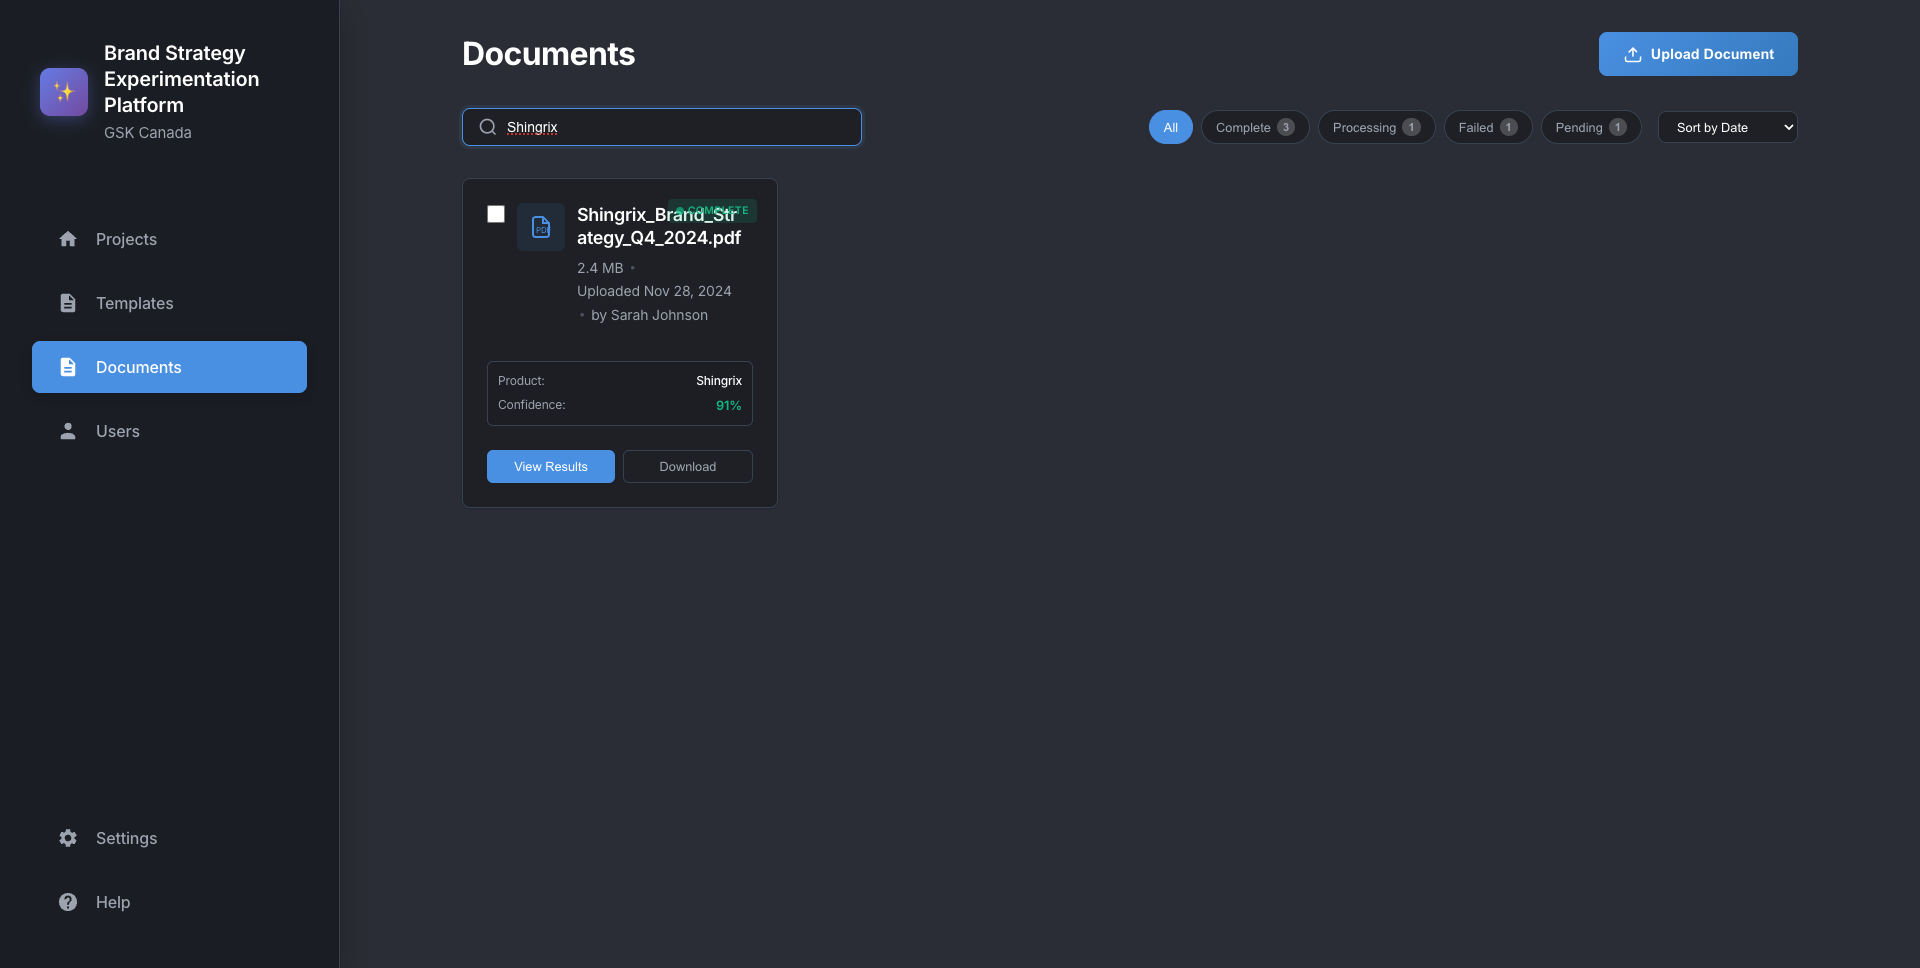 Brand Strategy
Experimentation
Platform
GSK Canada
Projects
Templates
Documents
Users
Settings
Help
Documents
Upload Document
Shingrix
All
Complete 3
Processing 1
Failed 1
Pending 1
Sort by Date
PDF
COMPLETE
Shingrix_Brand_Str
ategy_Q4_2024.pdf
2.4 MB •
Uploaded Nov 28, 2024
• by Sarah Johnson
Product: Shingrix
Confidence: 91%
View Results
Download